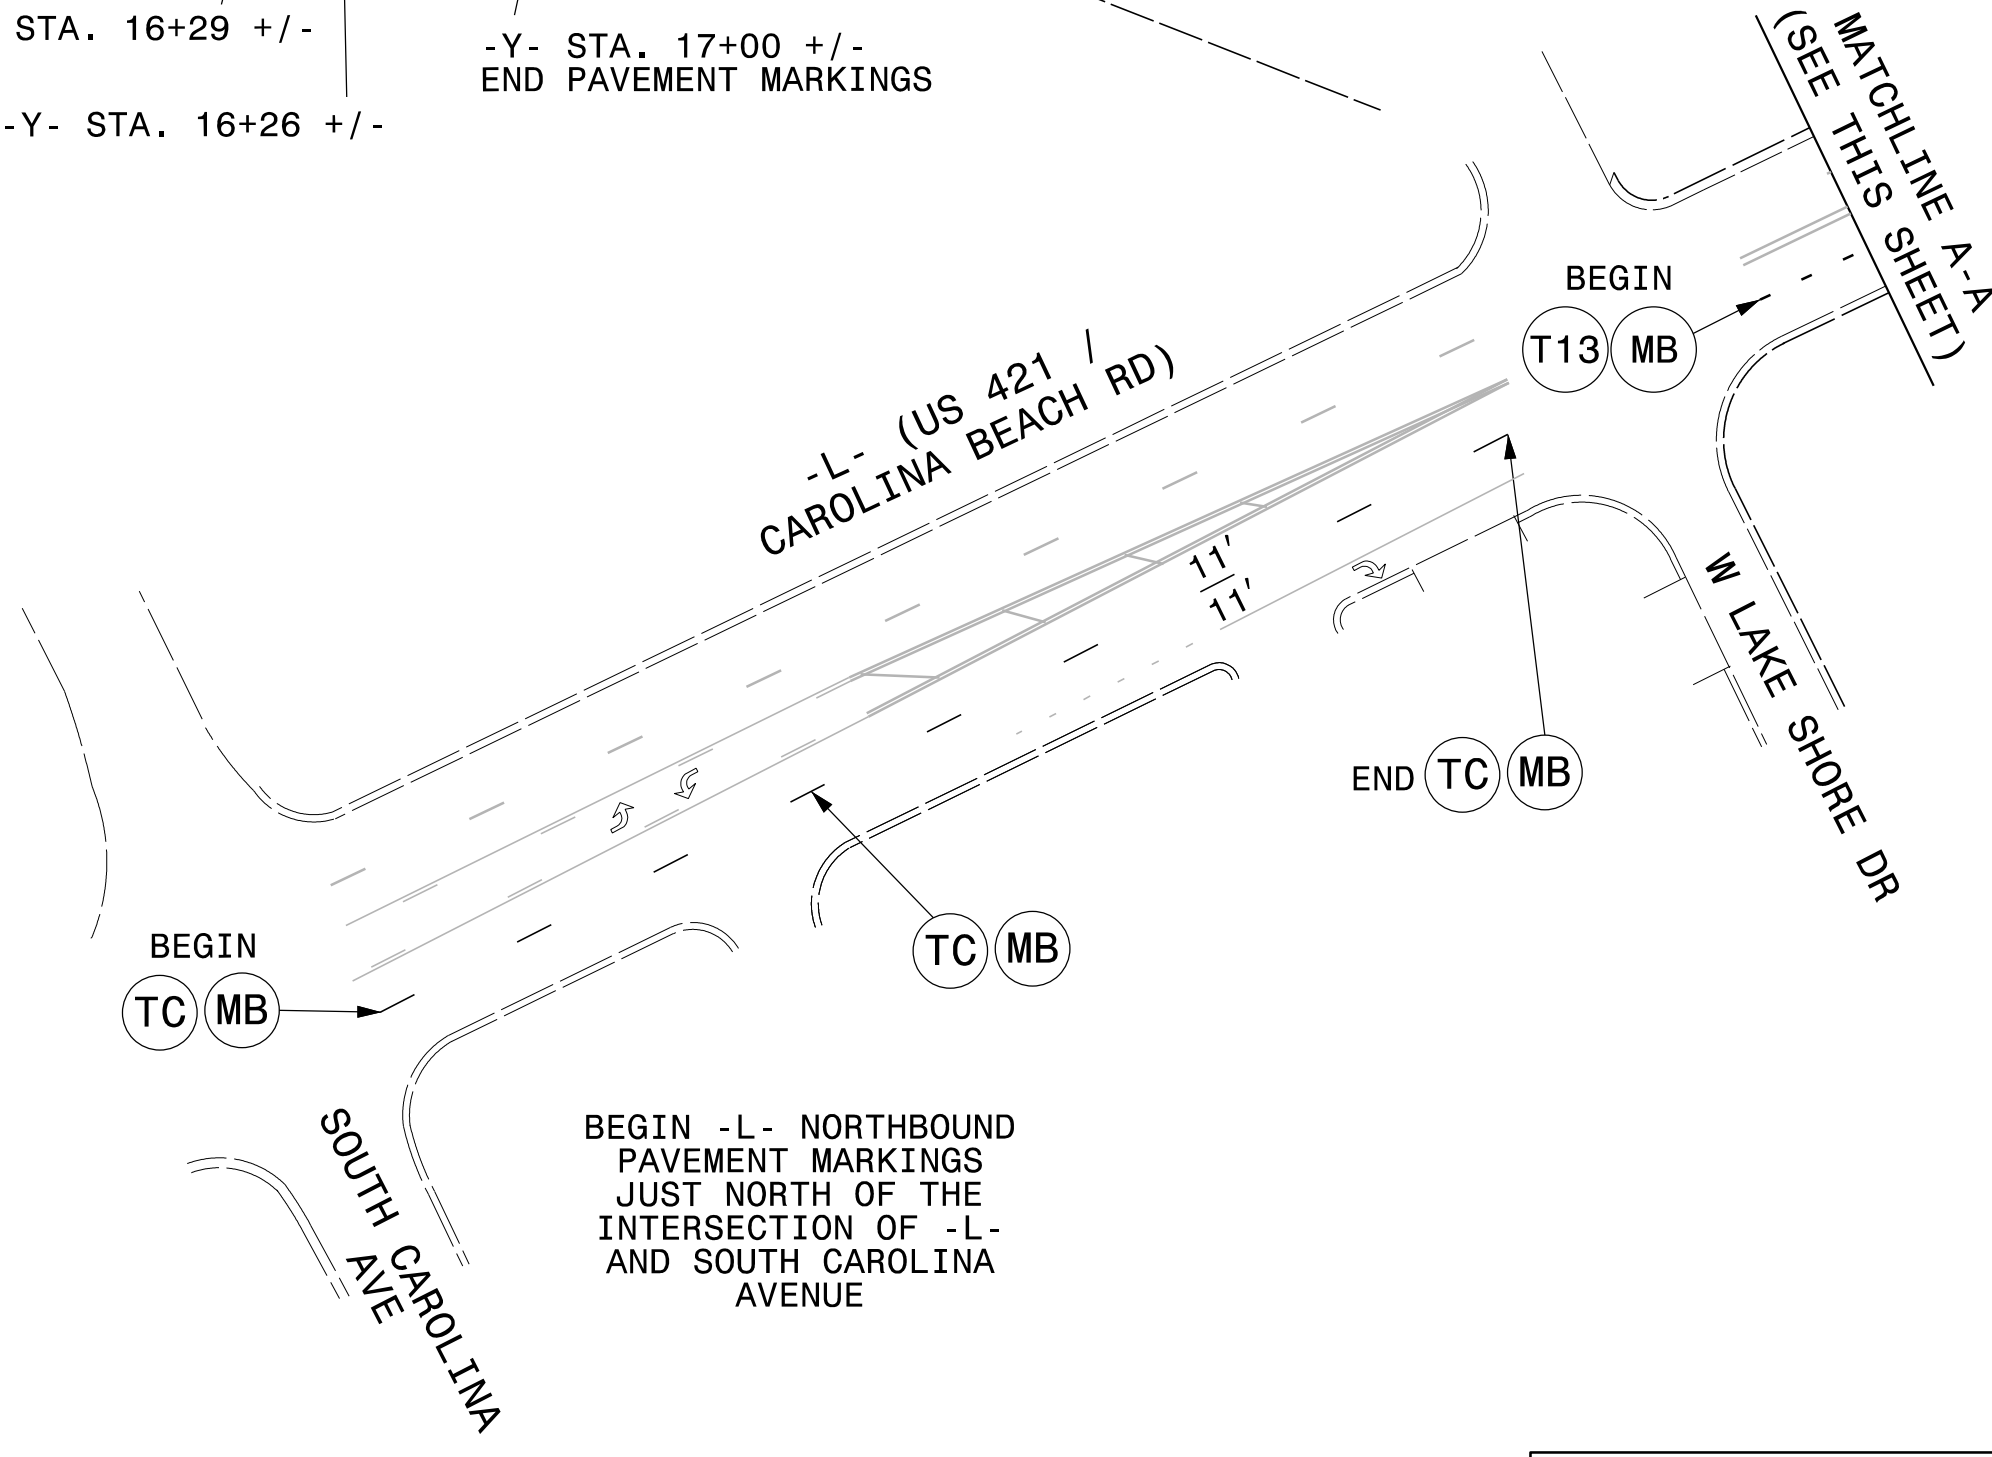 STA. 16+29 +/-
-Y- STA. 17+00 +/-
END PAVEMENT MARKINGS
-Y- STA. 16+26 +/-
MATCHLINE A-A
(SEE THIS SHEET)
BEGIN
T13 MB
-L- (US 421 /
CAROLINA BEACH RD)
11'
11'
W LAKE SHORE DR
END TC MB
BEGIN
TC MB
TC MB
SOUTH CAROLINA
AVE
BEGIN -L- NORTHBOUND
PAVEMENT MARKINGS
JUST NORTH OF THE
INTERSECTION OF -L-
AND SOUTH CAROLINA
AVENUE